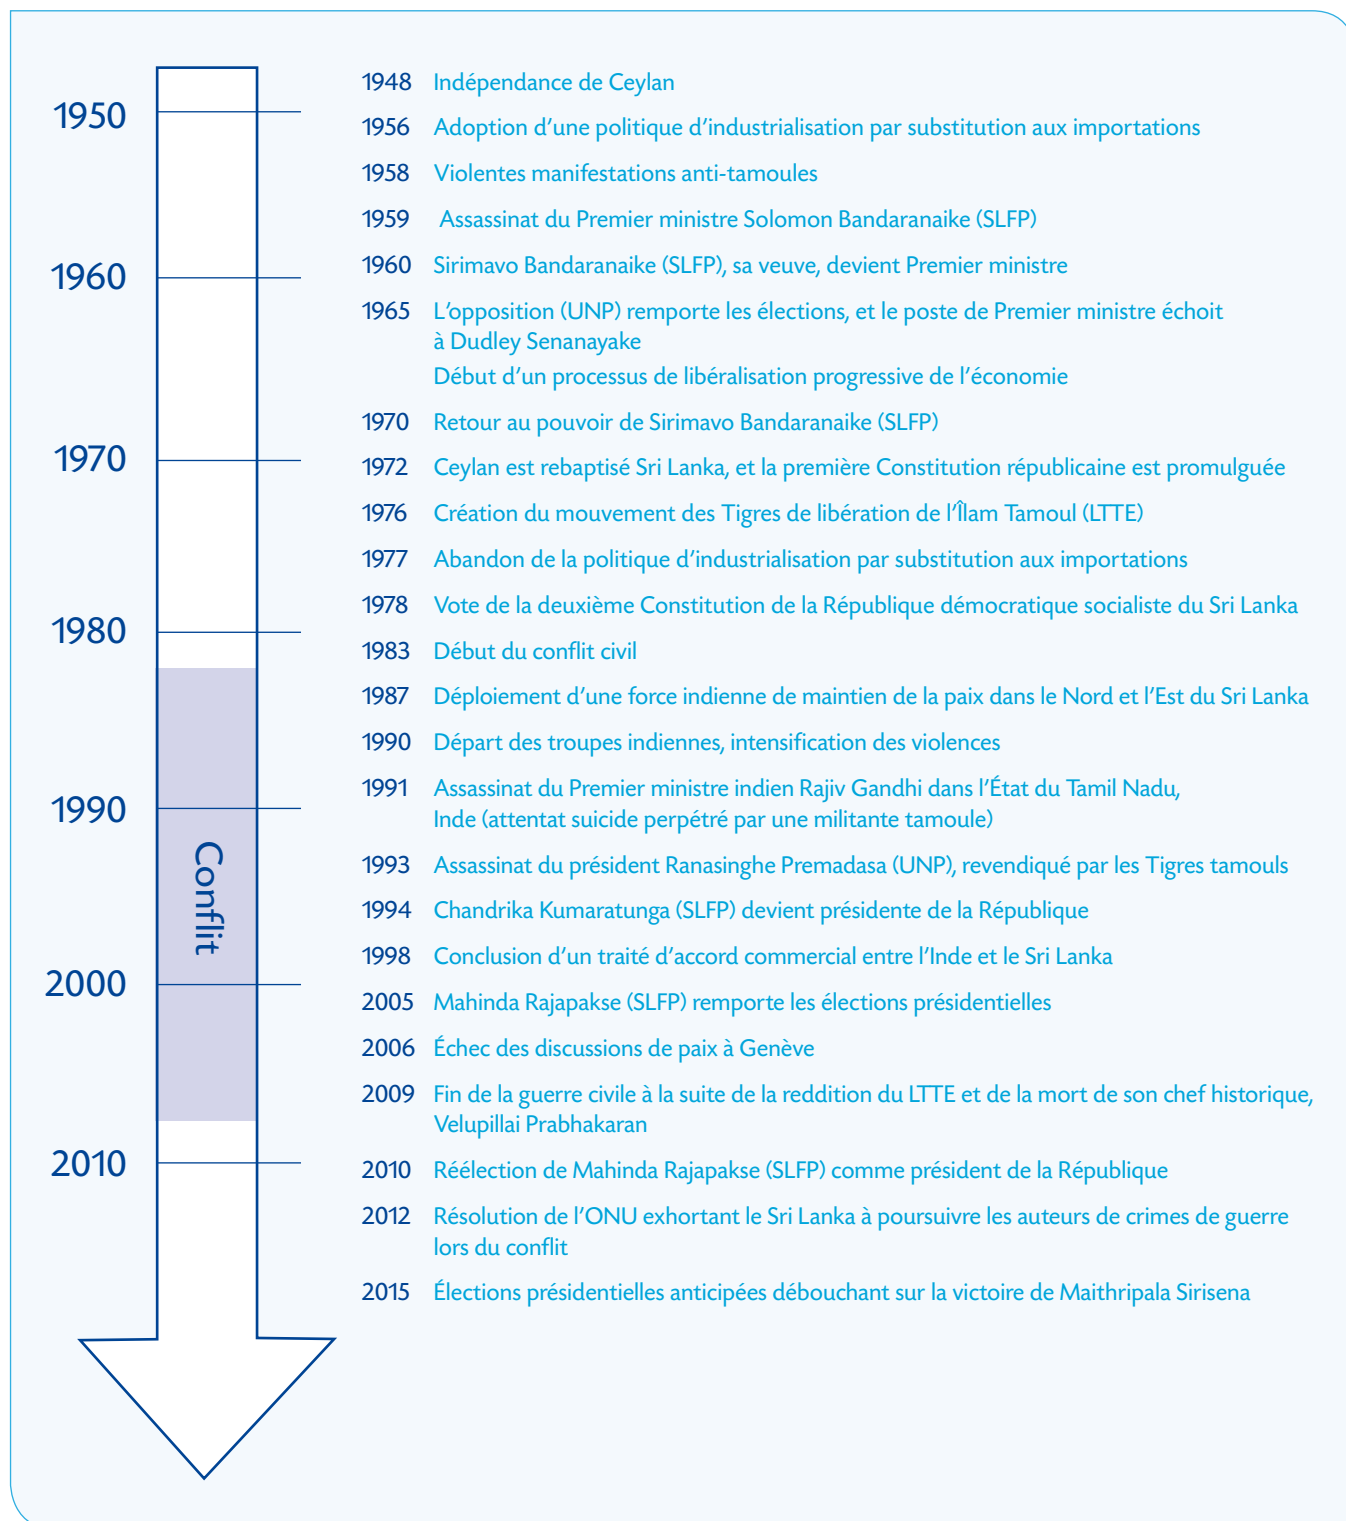 1950
1960
1970
1980
1990
2000
2010
Conflit
1948 Indépendance de Ceylan
1956 Adoption d’une politique d’industrialisation par substitution aux importations
1958 Violentes manifestations anti-tamoules
1959 Assassinat du Premier ministre Solomon Bandaranaike (SLFP)
1960 Sirimavo Bandaranaike (SLFP), sa veuve, devient Premier ministre
1965 L’opposition (UNP) remporte les élections, et le poste de Premier ministre échoit
à Dudley Senanayake
Début d’un processus de libéralisation progressive de l’économie
1970 Retour au pouvoir de Sirimavo Bandaranaike (SLFP)
1972 Ceylan est rebaptisé Sri Lanka, et la première Constitution républicaine est promulguée
1976 Création du mouvement des Tigres de libération de l’Îlam Tamoul (LTTE)
1977 Abandon de la politique d’industrialisation par substitution aux importations
1978 Vote de la deuxième Constitution de la République démocratique socialiste du Sri Lanka
1983 Début du conflit civil
1987 Déploiement d’une force indienne de maintien de la paix dans le Nord et l’Est du Sri Lanka
1990 Départ des troupes indiennes, intensification des violences
1991 Assassinat du Premier ministre indien Rajiv Gandhi dans l’État du Tamil Nadu,
Inde (attentat suicide perpétré par une militante tamoule)
1993 Assassinat du président Ranasinghe Premadasa (UNP), revendiqué par les Tigres tamouls
1994 Chandrika Kumaratunga (SLFP) devient présidente de la République
1998 Conclusion d’un traité d’accord commercial entre l’Inde et le Sri Lanka
2005 Mahinda Rajapakse (SLFP) remporte les élections présidentielles
2006 Échec des discussions de paix à Genève
2009 Fin de la guerre civile à la suite de la reddition du LTTE et de la mort de son chef historique,
Velupillai Prabhakaran
2010 Réélection de Mahinda Rajapakse (SLFP) comme président de la République
2012 Résolution de l’ONU exhortant le Sri Lanka à poursuivre les auteurs de crimes de guerre
lors du conflit
2015 Élections présidentielles anticipées débouchant sur la victoire de Maithripala Sirisena